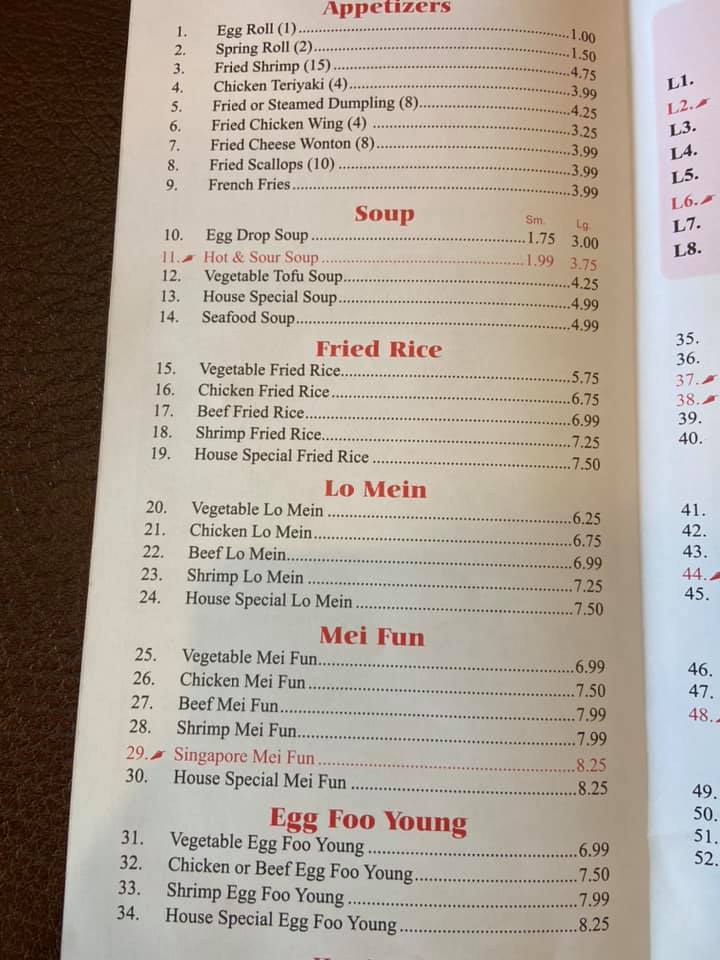 Appetizers
1. Egg Roll (1)........1.00
2. Spring Roll (2)........1.50
3. Fried Shrimp (15)........4.75
4. Chicken Teriyaki (4)........3.99
5. Fried or Steamed Dumpling (8)........4.25
6. Fried Chicken Wing (4)........3.25
7. Fried Cheese Wonton (8)........3.99
8. Fried Scallops (10)........3.99
9. French Fries........3.99
Soup Sm. Lg.
10. Egg Drop Soup........1.75 3.00
11. Hot & Sour Soup........1.99 3.75
12. Vegetable Tofu Soup........4.25
13. House Special Soup........4.99
14. Seafood Soup........4.99
Fried Rice
15. Vegetable Fried Rice........5.75
16. Chicken Fried Rice........6.75
17. Beef Fried Rice........6.99
18. Shrimp Fried Rice........7.25
19. House Special Fried Rice........7.50
Lo Mein
20. Vegetable Lo Mein........6.25
21. Chicken Lo Mein........6.75
22. Beef Lo Mein........6.99
23. Shrimp Lo Mein........7.25
24. House Special Lo Mein........7.50
Mei Fun
25. Vegetable Mei Fun........6.99
26. Chicken Mei Fun........7.50
27. Beef Mei Fun........7.99
28. Shrimp Mei Fun........7.99
29. Singapore Mei Fun........8.25
30. House Special Mei Fun........8.25
Egg Foo Young
31. Vegetable Egg Foo Young........6.99
32. Chicken or Beef Egg Foo Young........7.50
33. Shrimp Egg Foo Young........7.99
34. House Special Egg Foo Young........8.25
L1.
L2.
L3.
L4.
L5.
L6.
L7.
L8.
35.
36.
37.
38.
39.
40.
41.
42.
43.
44.
45.
46.
47.
48.
49.
50.
51.
52.